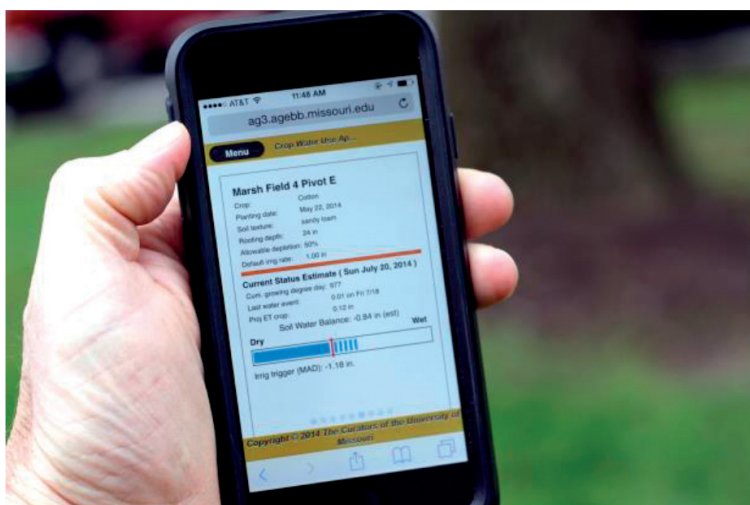 AT&T 11:48 AM
ag3.agebb.missouri.edu
Menu Crop Water Use Ap...
Marsh Field 4 Pivot E
Crop: Cotton
Planting date: May 22, 2014
Soil texture: sandy loam
Rooting depth: 24 in
Allowable depletion: 50%
Default irrig rate: 1.00 in
Current Status Estimate ( Sun July 20, 2014 )
Cum. growing degree day: 977
Last water event: 0.01 on Fri 7/18
Proj ET crop: 0.12 in
Soil Water Balance: -0.84 in (est)
Dry Wet
Irrig trigger (MAD): -1.18 in.
Copyright © 2014 The Curators of the University of
Missouri